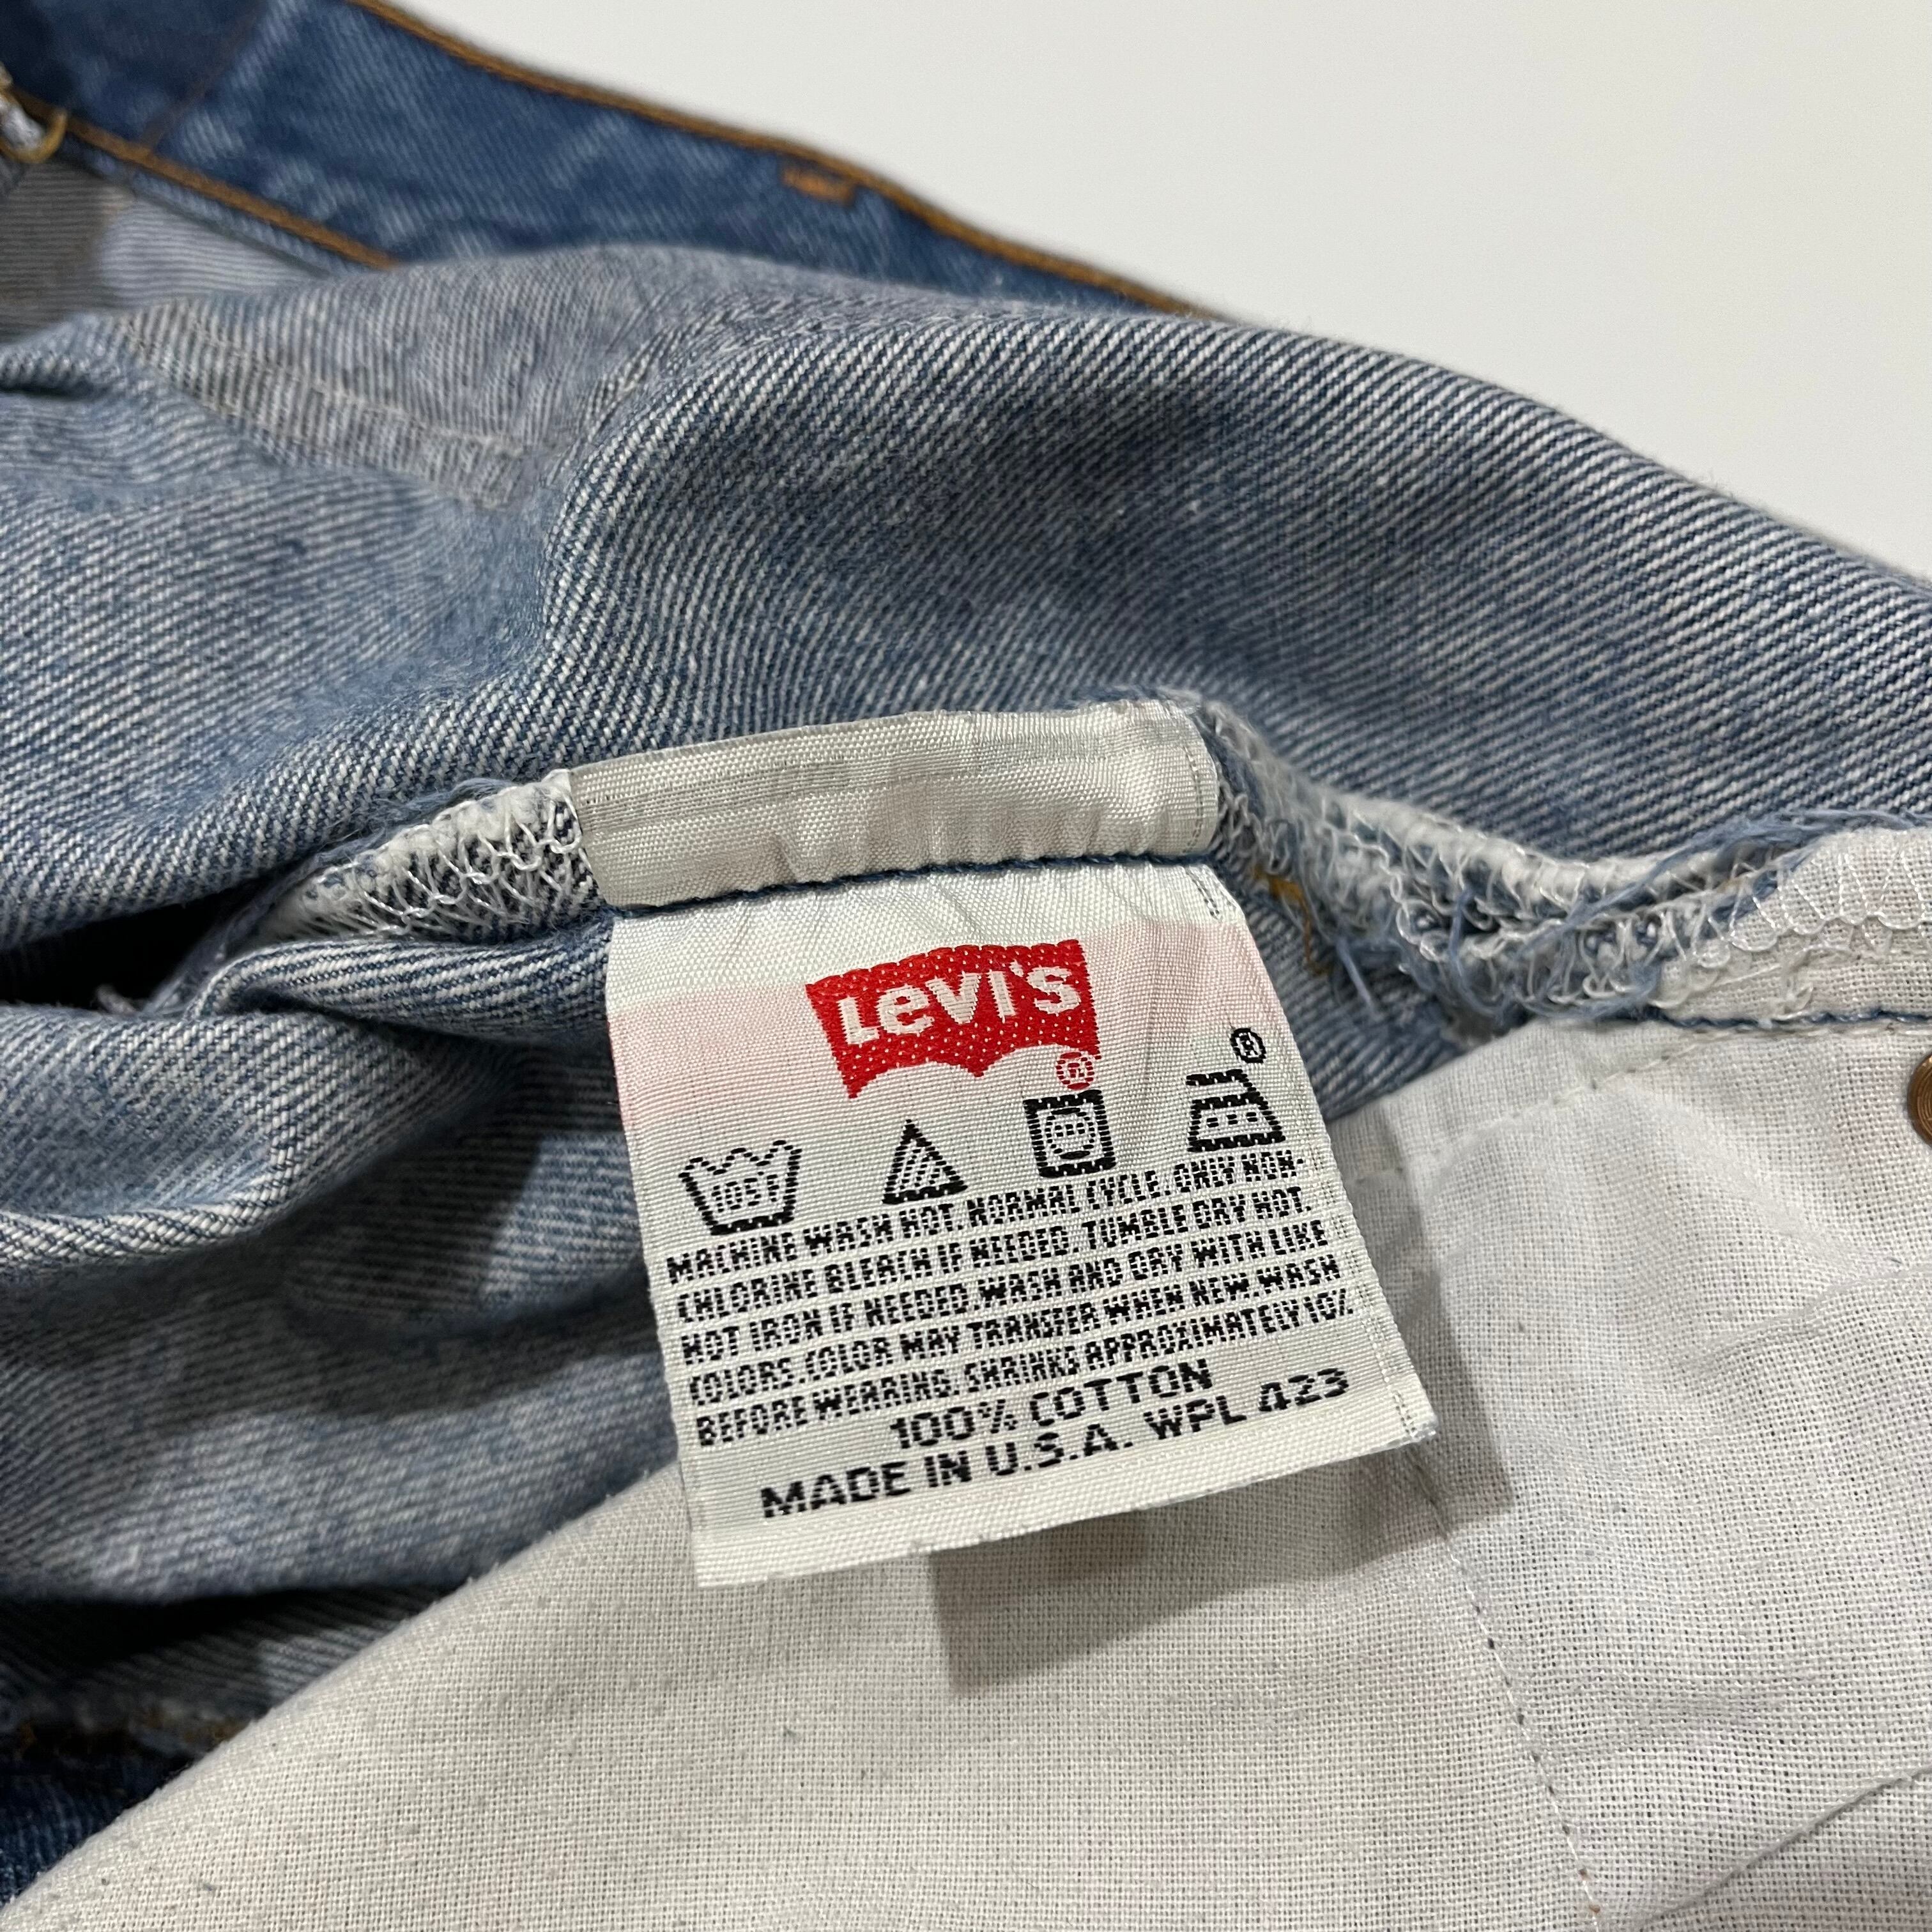 Levi's
®
®
105F
MACHINE WASH HOT. NORMAL CYCLE. ONLY NON-
CHLORINE BLEACH IF NEEDED. TUMBLE DRY HOT.
HOT IRON IF NEEDED. WASH AND DRY WITH LIKE
COLORS. COLOR MAY TRANSFER WHEN NEW. WASH
BEFORE WEARING. SHRINKS APPROXIMATELY 10%
100% COTTON
MADE IN U.S.A. WPL 423